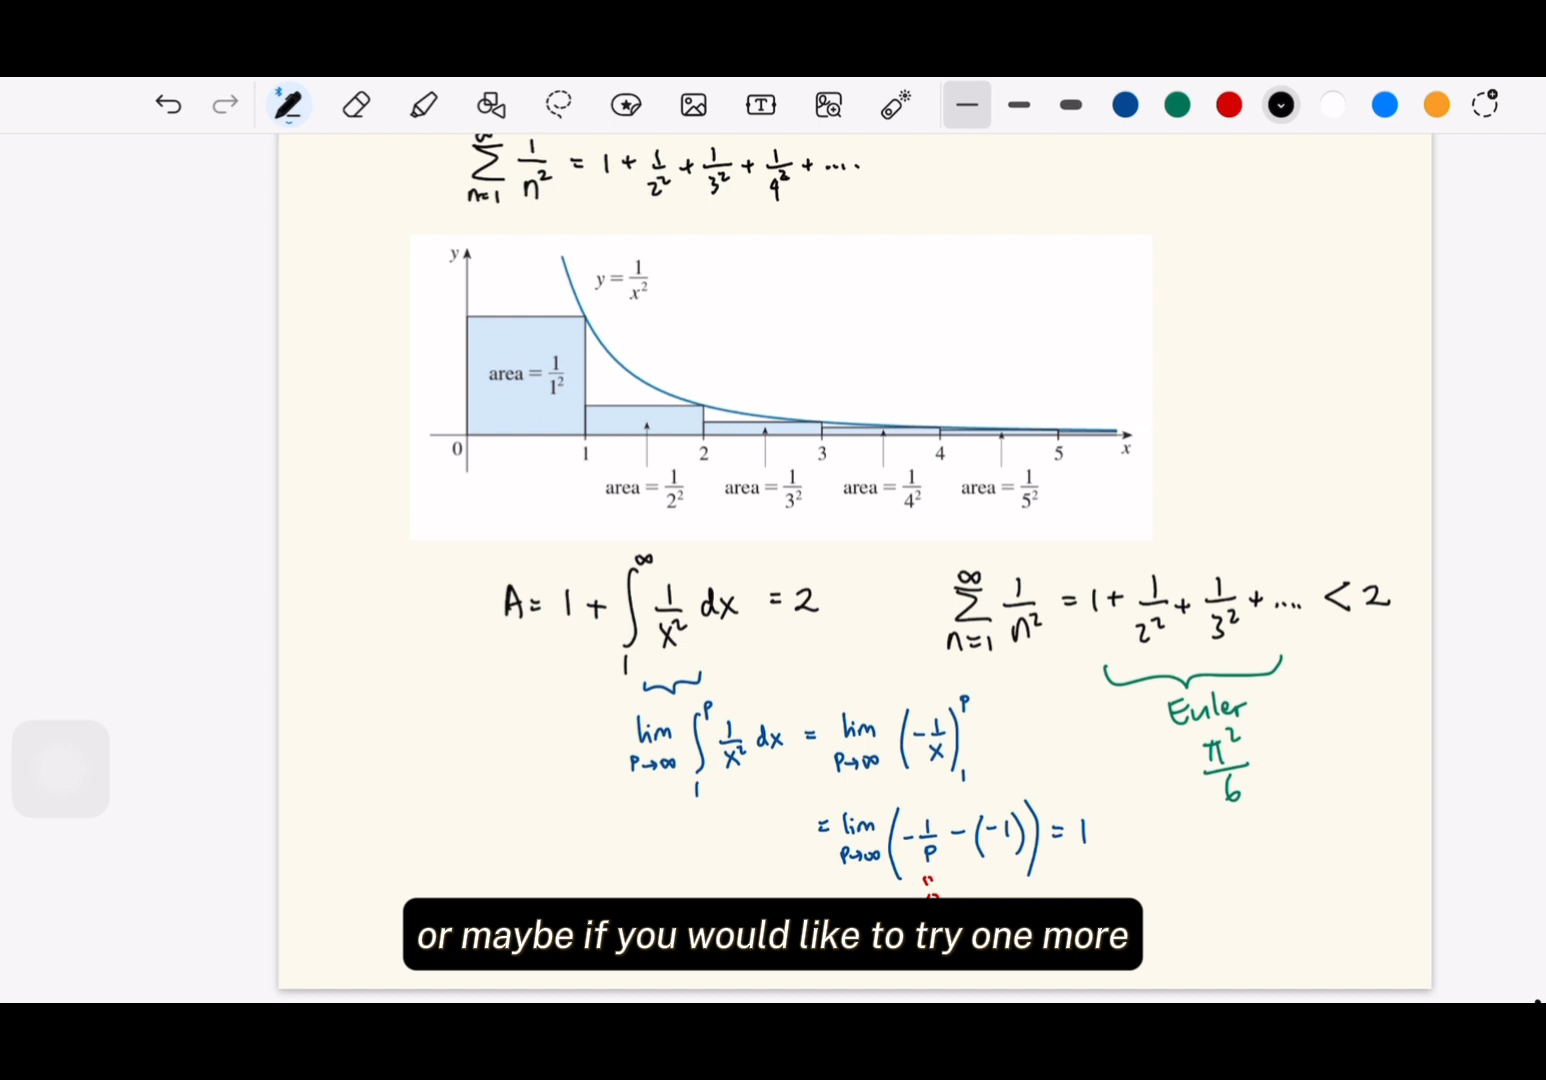 ∞
∑ 1/n² = 1 + 1/2² + 1/3² + 1/4² + ....
n=1
y
y = 1/x²
area = 1/1²
0 1 2 3 4 5 x
area = 1/2² area = 1/3² area = 1/4² area = 1/5²
A = 1 + ∫₁^∞ 1/x² dx = 2
∑_{n=1}^∞ 1/n² = 1 + 1/2² + 1/3² + .... < 2
Euler
π²/6
lim_{P→∞} ∫₁^P 1/x² dx = lim_{P→∞} (-1/x)₁^P
= lim_{P→∞} (-1/P - (-1)) = 1
or maybe if you would like to try one more